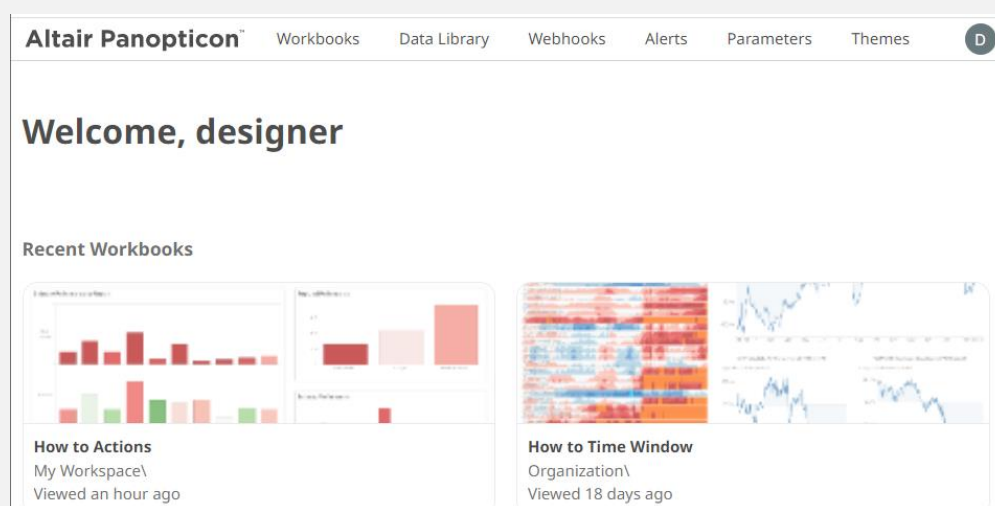 Altair Panopticon™ Workbooks Data Library Webhooks Alerts Parameters Themes D
Welcome, designer
Recent Workbooks
How to Actions
My Workspace\
Viewed an hour ago
How to Time Window
Organization\
Viewed 18 days ago